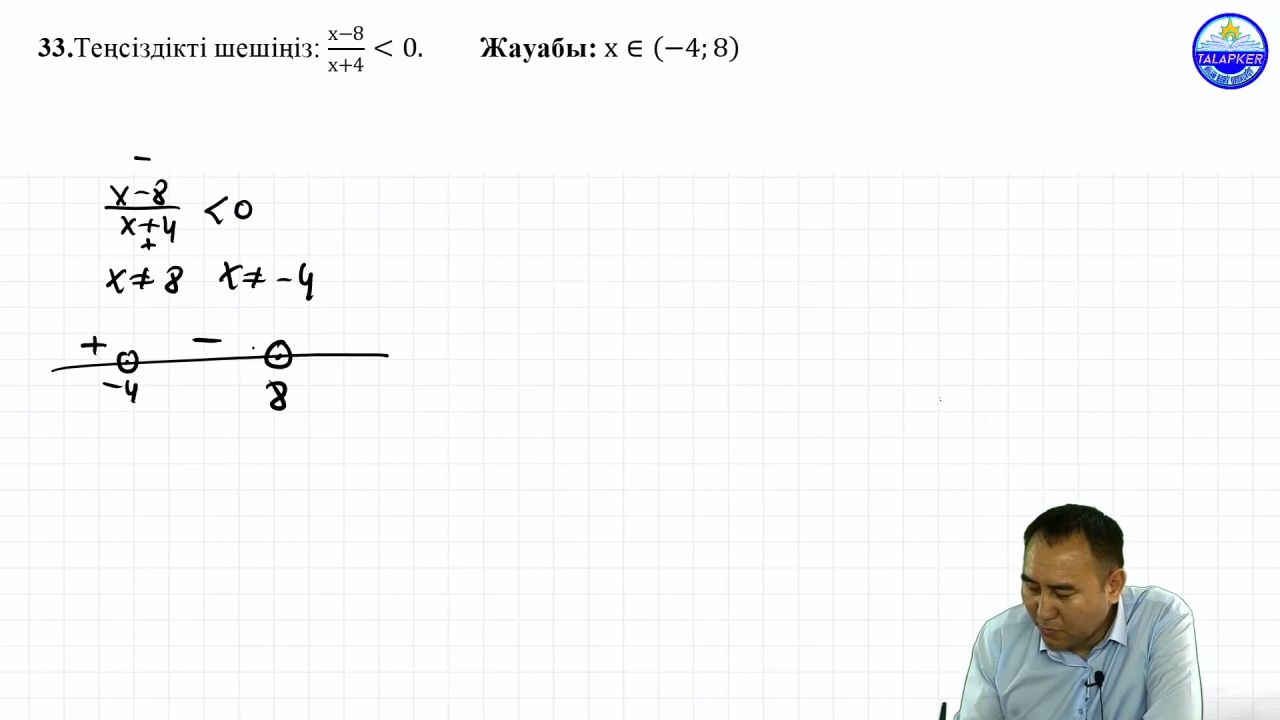 33.Теңсіздікті шешіңіз: x−8/x+4 < 0. Жауабы: x ∈ (−4; 8)
TALAPKER
−
x−8/x+4 < 0
+
x ≠ 8 x ≠ −4
+ −
−4 8